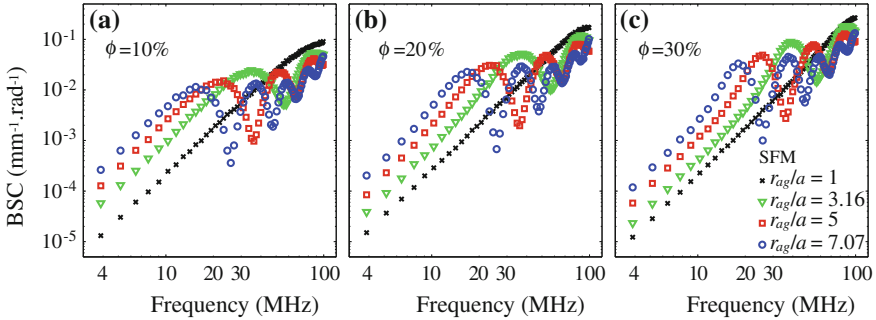 (a)
(b)
(c)
ϕ=10%
ϕ=20%
ϕ=30%
BSC (mm⁻¹.rad⁻¹)
10⁻¹
10⁻²
10⁻³
10⁻⁴
10⁻⁵
SFM
r_ag/a = 1
r_ag/a = 3.16
r_ag/a = 5
r_ag/a = 7.07
4 10 20 30 100
4 10 20 30 100
4 10 20 30 100
Frequency (MHz)
Frequency (MHz)
Frequency (MHz)